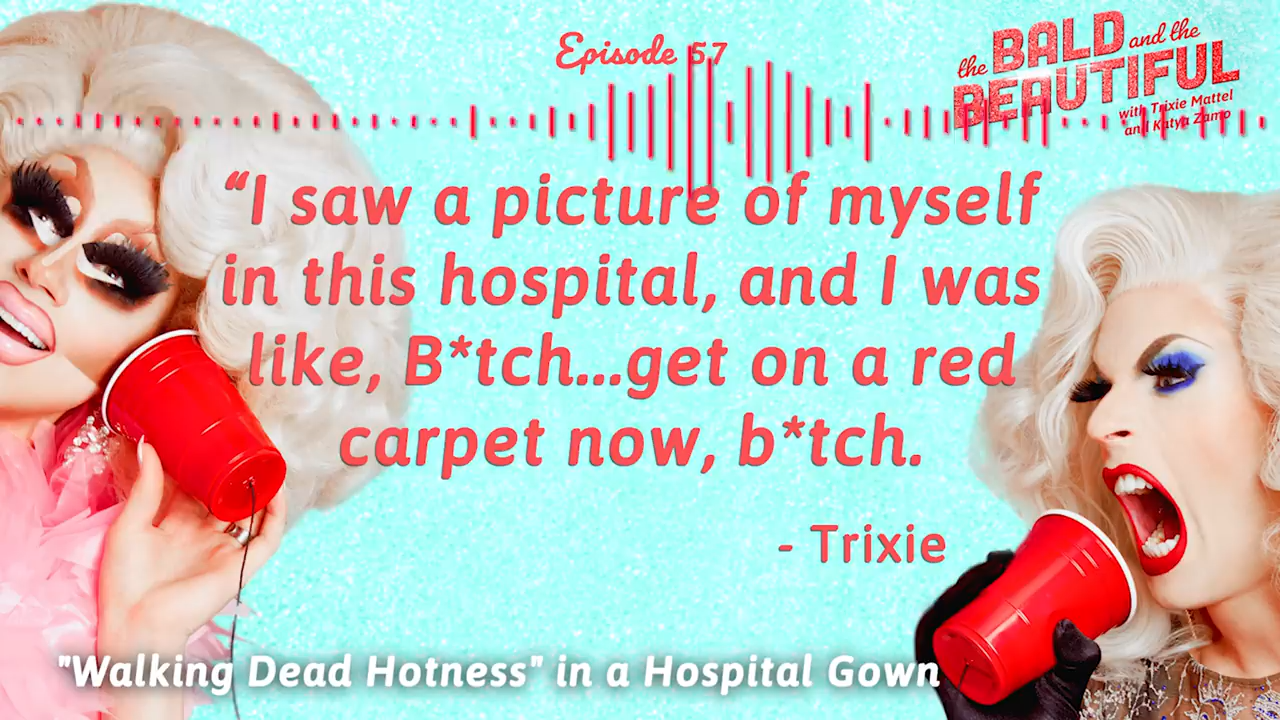 Episode 57
the BALD and the
BEAUTIFUL
with Trixie Mattel
and Katya Zamo
“I saw a picture of myself
in this hospital, and I was
like, B*tch...get on a red
carpet now, b*tch.
- Trixie
"Walking Dead Hotness" in a Hospital Gown